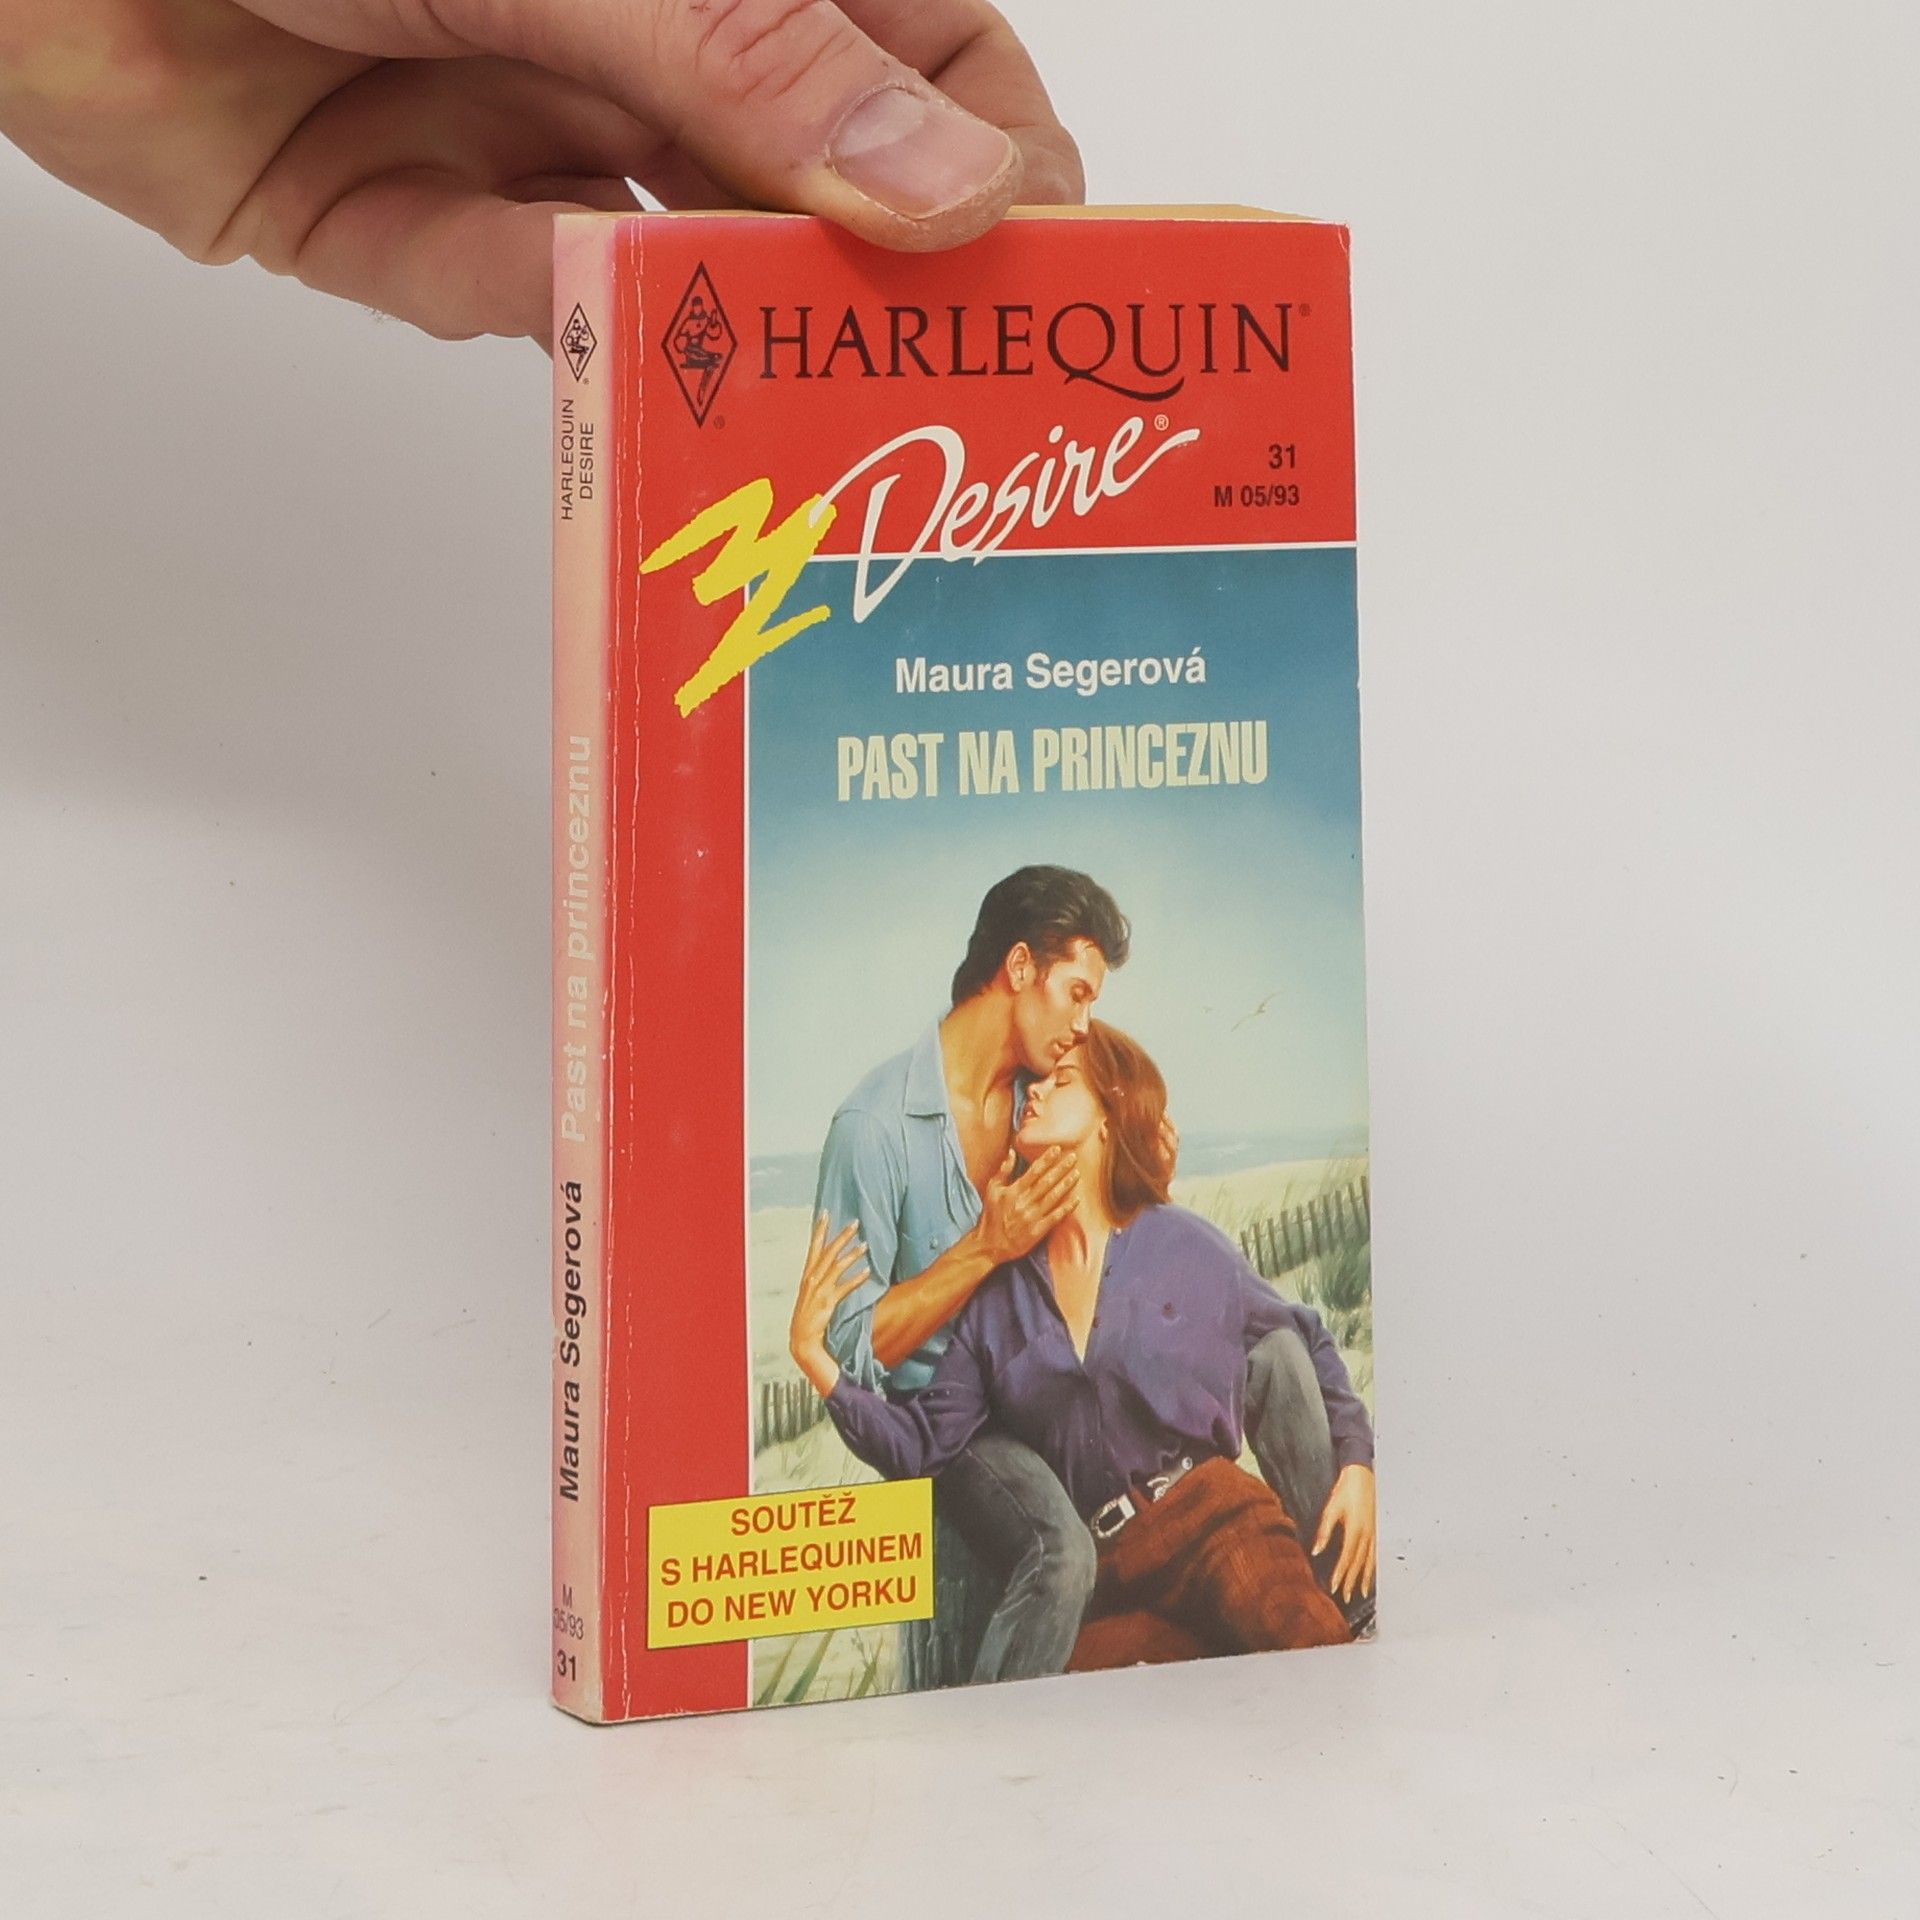 HARLEQUIN®
Desire®
31
M 05/93
Maura Segerová
PAST NA PRINCEZNU
SOUTĚŽ
S HARLEQUINEM
DO NEW YORKU
HARLEQUIN
DESIRE
Maura Segerová Past na princeznu
M
05/93
31